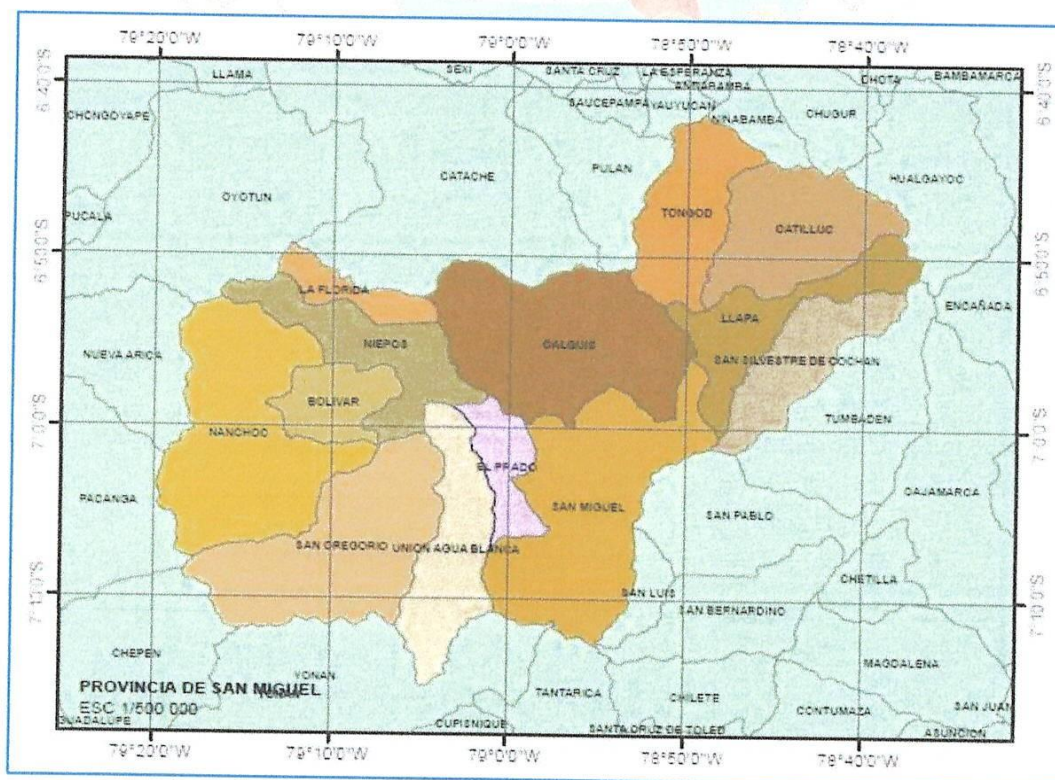 79°20'0"W 79°10'0"W 79°0'0"W 78°50'0"W 78°40'0"W
6°40'0"S
6°40'0"S
LLAMA
SEXI
SANTA CRUZ
LA ESPERANZA
CHOTA
BAMBAMARCA
CHONGOYAPE
SAUCEPAMPA
YAUYUCAN
NINABAMBA
CHUGUR
CATACHE
PULAN
HUALGAYOC
OYOTUN
PUCALA
TONGOD
CATILLUC
6°50'0"S
6°50'0"S
LA FLORIDA
ENCAÑADA
LLAPA
NUEVA ARICA
NIEPOS
CALQUIS
SAN SILVESTRE DE COCHAN
BOLIVAR
TUMBADEN
7°0'0"S
7°0'0"S
NANCHOC
EL PRADO
PACANGA
SAN MIGUEL
SAN PABLO
CAJAMARCA
SAN GREGORIO
UNION AGUA BLANCA
CHETILLA
7°10'0"S
7°10'0"S
SAN LUIS
SAN BERNARDINO
CHEPEN
YONAN
MAGDALENA
PROVINCIA DE SAN MIGUEL
ESC 1/500 000
TANTARICA
CHILETE
CONTUMAZA
SAN JUAN
GUADALUPE
CUPISNIQUE
SANTA CRUZ DE TOLED
ASUNCION
79°20'0"W 79°10'0"W 79°0'0"W 78°50'0"W 78°40'0"W